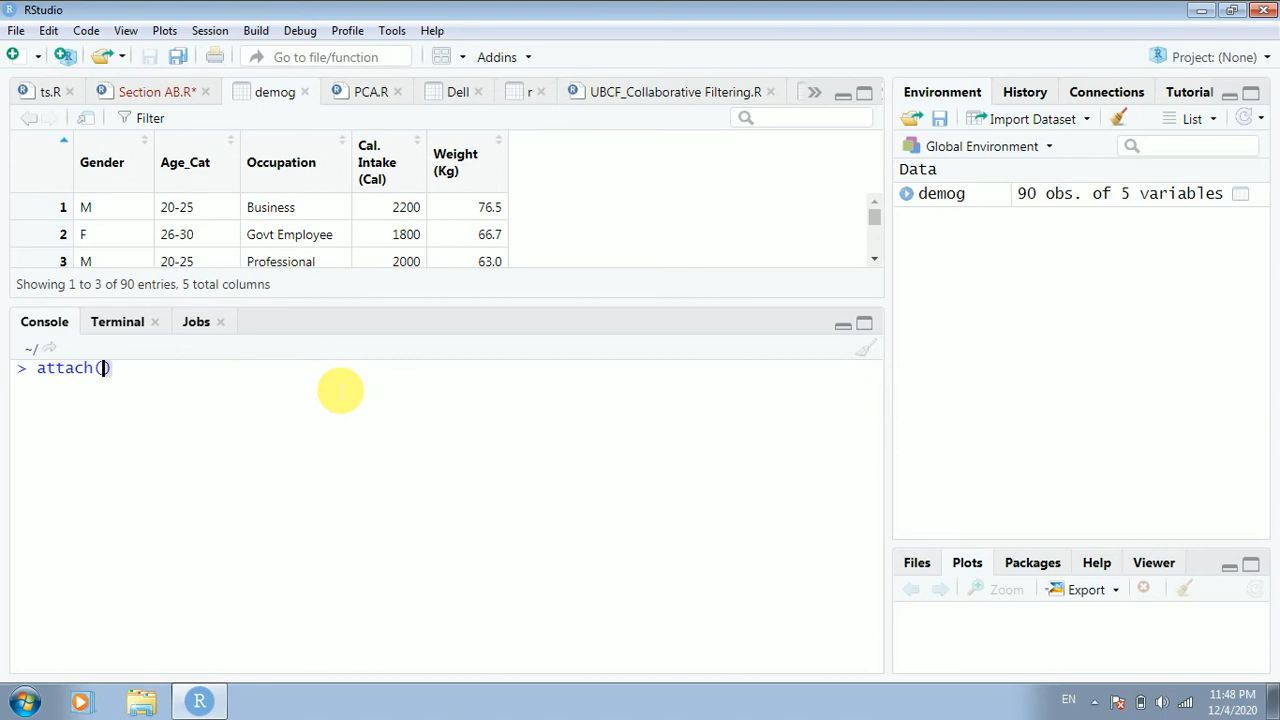 RStudio
File Edit Code View Plots Session Build Debug Profile Tools Help
Go to file/function Addins Project: (None)
ts.R Section AB.R* demog PCA.R Dell r UBCF_Collaborative Filtering.R
Filter
Gender Age_Cat Occupation Cal. Intake (Cal) Weight (Kg)
1 M 20-25 Business 2200 76.5
2 F 26-30 Govt Employee 1800 66.7
3 M 20-25 Professional 2000 63.0
Showing 1 to 3 of 90 entries, 5 total columns
Console Terminal Jobs
~/
> attach()
Environment History Connections Tutorial
Import Dataset List
Global Environment
Data
demog 90 obs. of 5 variables
Files Plots Packages Help Viewer
Zoom Export
EN 11:48 PM
12/4/2020